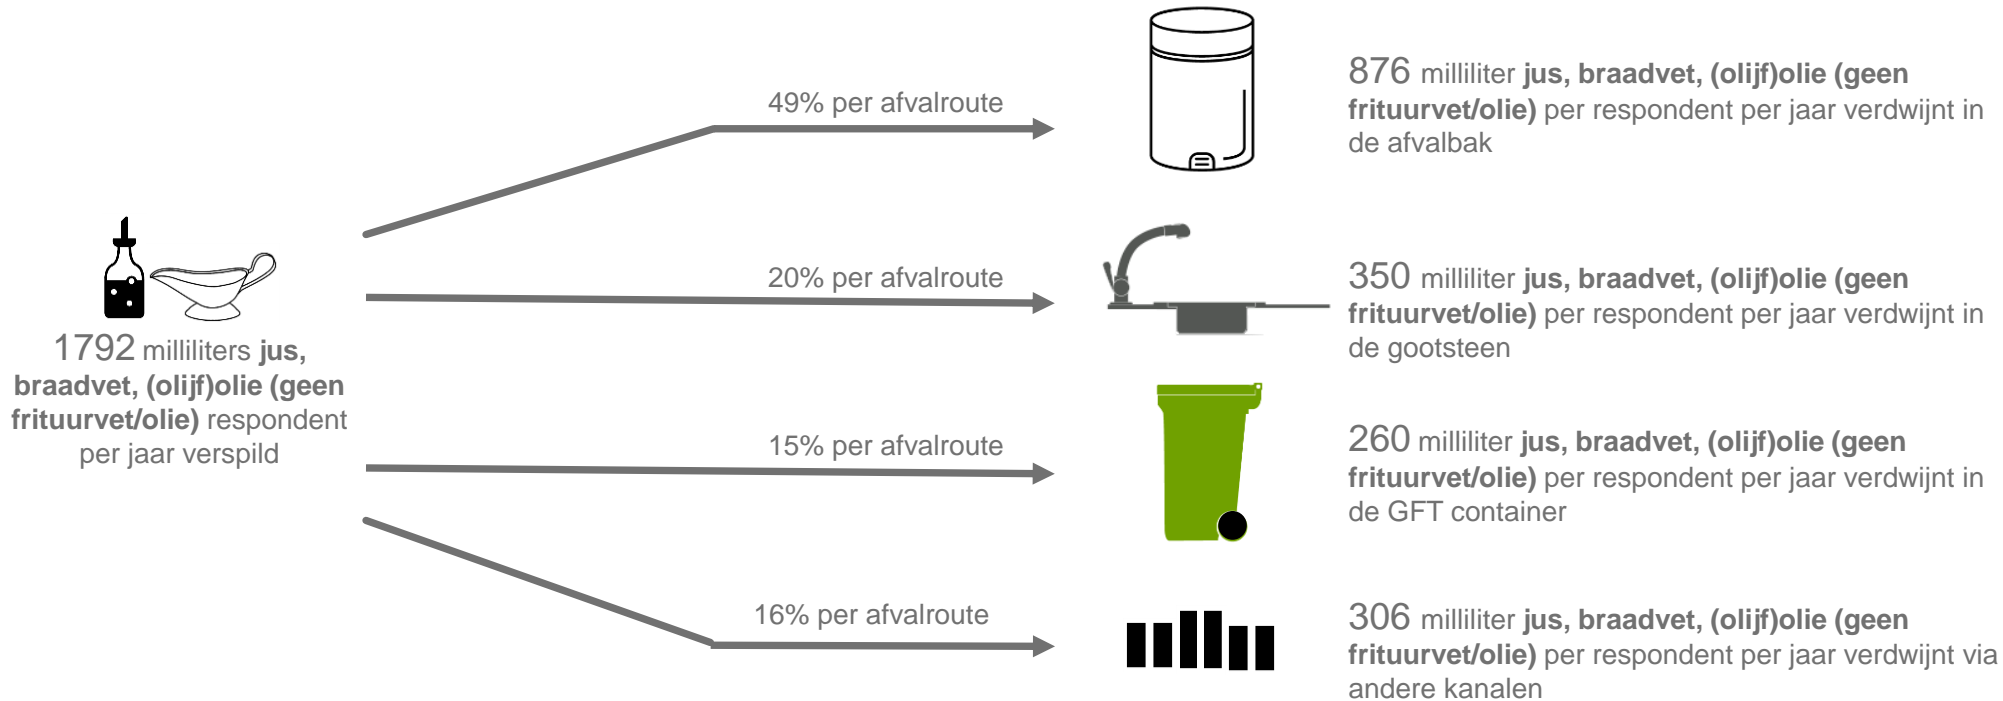 49% per afvalroute
876 milliliter jus, braadvet, (olijf)olie (geen
frituurvet/olie) per respondent per jaar verdwijnt in
de afvalbak
1792 milliliters jus,
braadvet, (olijf)olie (geen
frituurvet/olie) respondent
per jaar verspild
20% per afvalroute
350 milliliter jus, braadvet, (olijf)olie (geen
frituurvet/olie) per respondent per jaar verdwijnt in
de gootsteen
15% per afvalroute
260 milliliter jus, braadvet, (olijf)olie (geen
frituurvet/olie) per respondent per jaar verdwijnt in
de GFT container
16% per afvalroute
306 milliliter jus, braadvet, (olijf)olie (geen
frituurvet/olie) per respondent per jaar verdwijnt via
andere kanalen